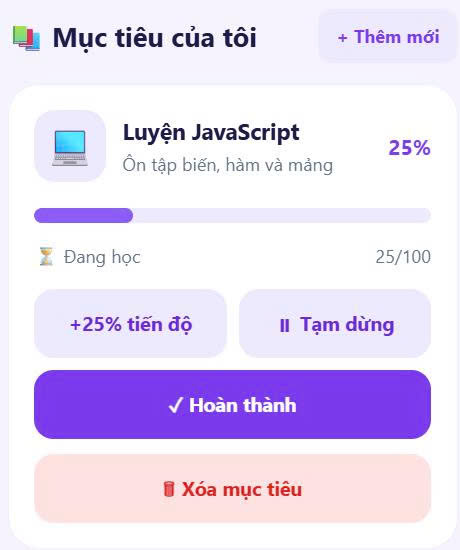 Mục tiêu của tôi
+ Thêm mới
Luyện JavaScript
25%
Ôn tập biến, hàm và mảng
Đang học
25/100
+25% tiến độ
⏸ Tạm dừng
✓ Hoàn thành
Xóa mục tiêu